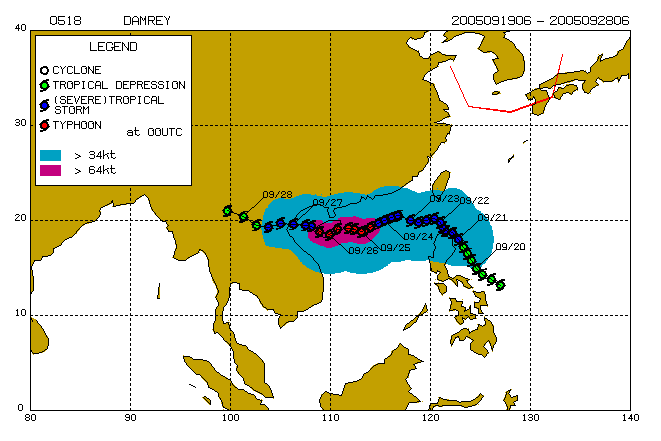 0518 DAMREY 2005091906 - 2005092806
40
LEGEND
CYCLONE
TROPICAL DEPRESSION
(SEVERE)TROPICAL
STORM
TYPHOON
at 00UTC
> 34kt
> 64kt
30
20
10
0
09/28
09/27
09/26
09/25
09/24
09/23
09/22
09/21
09/20
80 90 100 110 120 130 140